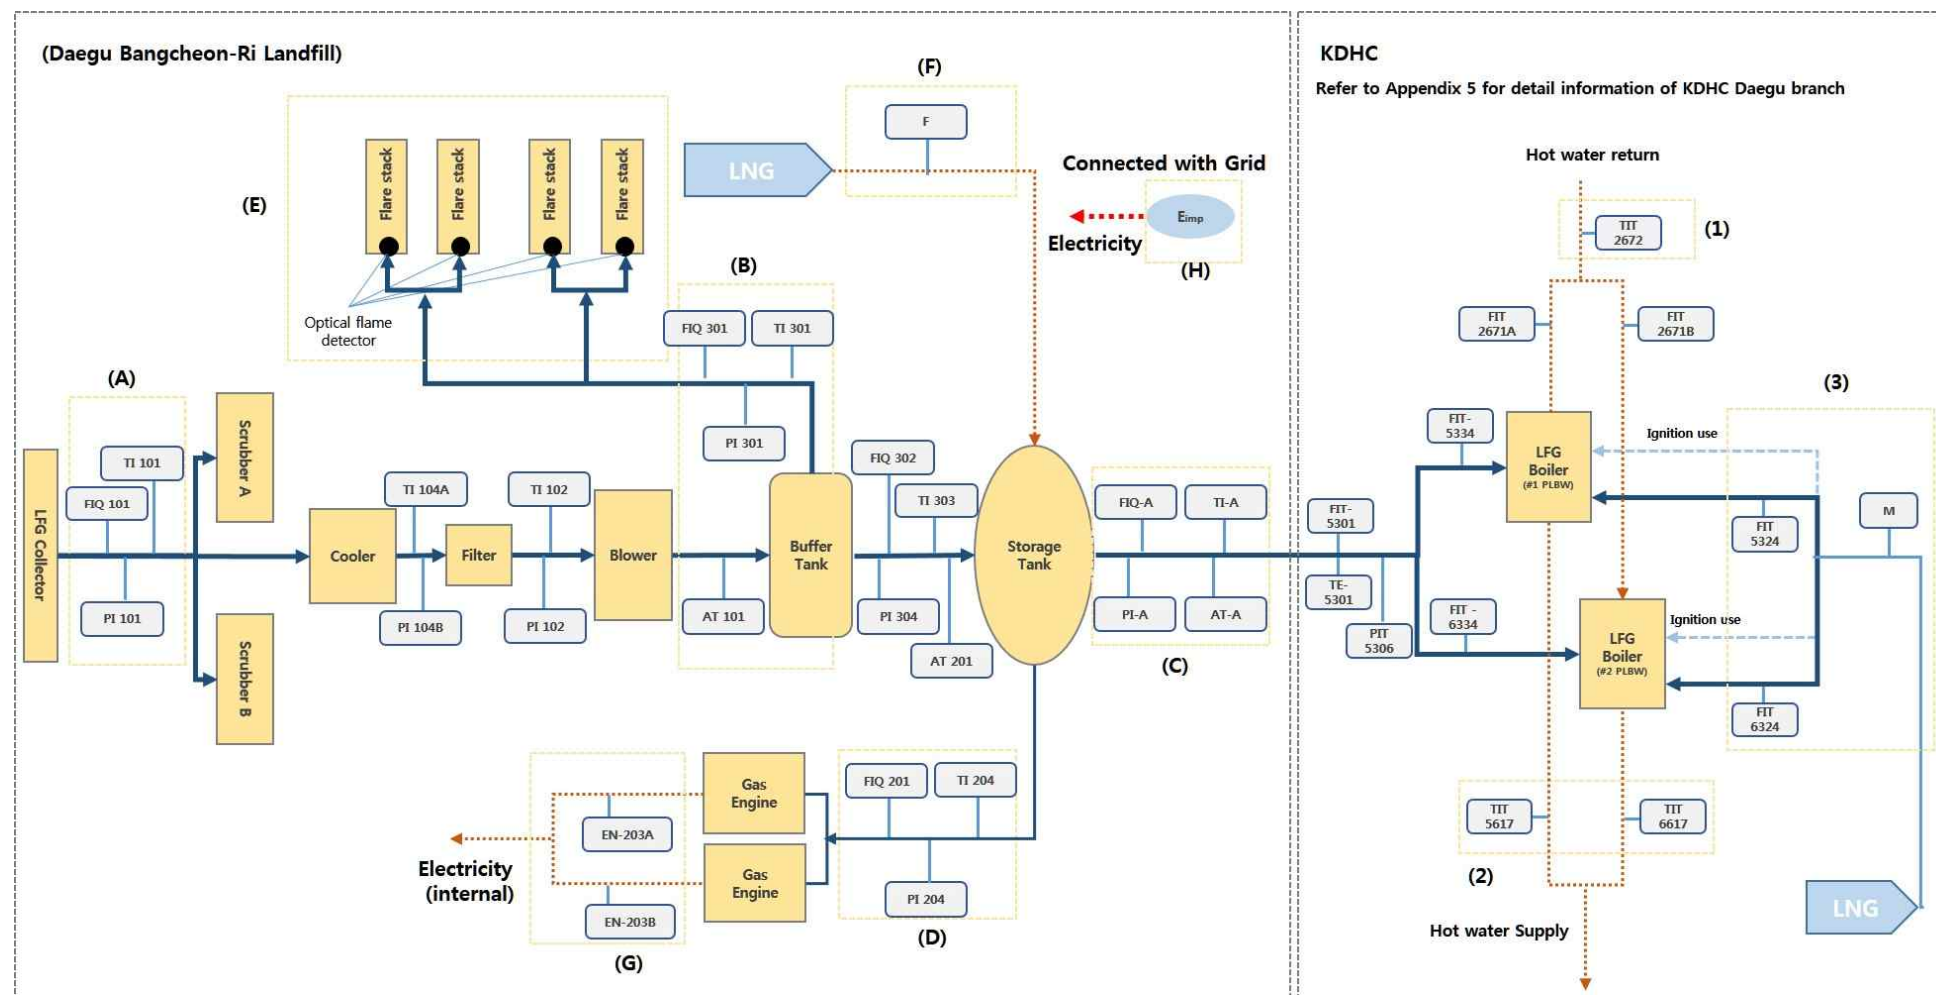 (Daegu Bangcheon-Ri Landfill)
KDHC
Refer to Appendix 5 for detail information of KDHC Daegu branch
(F)
F
LNG
Connected with Grid
Eimp
Electricity
(H)
(E)
Flare stack
Flare stack
Flare stack
Flare stack
Optical flame
detector
(B)
FIQ 301
TI 301
PI 301
(A)
TI 101
FIQ 101
PI 101
LFG Collector
Scrubber A
Scrubber B
Cooler
TI 104A
PI 104B
Filter
TI 102
PI 102
Blower
AT 101
Buffer
Tank
FIQ 302
TI 303
PI 304
AT 201
Storage
Tank
FIQ-A
TI-A
PI-A
AT-A
(C)
Gas
Engine
Gas
Engine
FIQ 201
TI 204
PI 204
(D)
EN-203A
EN-203B
(G)
Electricity
(internal)
Hot water return
TIT
2672
(1)
FIT
2671A
FIT
2671B
(3)
FIT-
5334
LFG
Boiler
(#1 PLBW)
Ignition use
FIT
5324
M
FIT-
5301
TE-
5301
PIT
5306
FIT -
6334
LFG
Boiler
(#2 PLBW)
Ignition use
FIT
6324
TIT
5617
TIT
6617
(2)
LNG
Hot water Supply